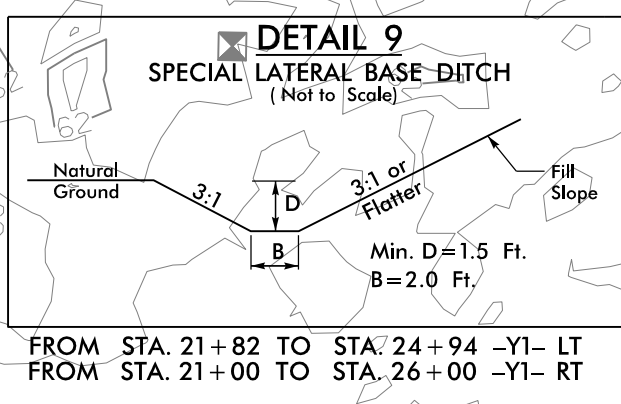 DETAIL 9
SPECIAL LATERAL BASE DITCH
( Not to Scale)
62
Natural
Ground
3:1
D
3:1 or
Flatter
Fill
Slope
B
Min. D=1.5 Ft.
B=2.0 Ft.
FROM STA. 21+82 TO STA. 24+94 -Y1- LT
FROM STA. 21+00 TO STA. 26+00 -Y1- RT